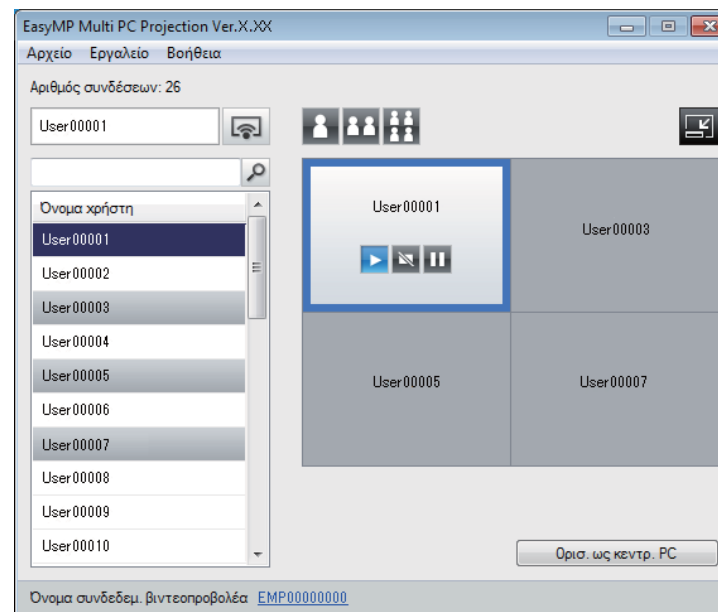 EasyMP Multi PC Projection Ver.X.XX
Αρχείο Εργαλείο Βοήθεια
Αριθμός συνδέσεων: 26
User00001
Όνομα χρήστη
User00001
User00002
User00003
User00004
User00005
User00006
User00007
User00008
User00009
User00010
User00001
User00003
User00005
User00007
Ορισ. ως κεντρ. PC
Όνομα συνδεδεμ. βιντεοπροβολέα EMP00000000